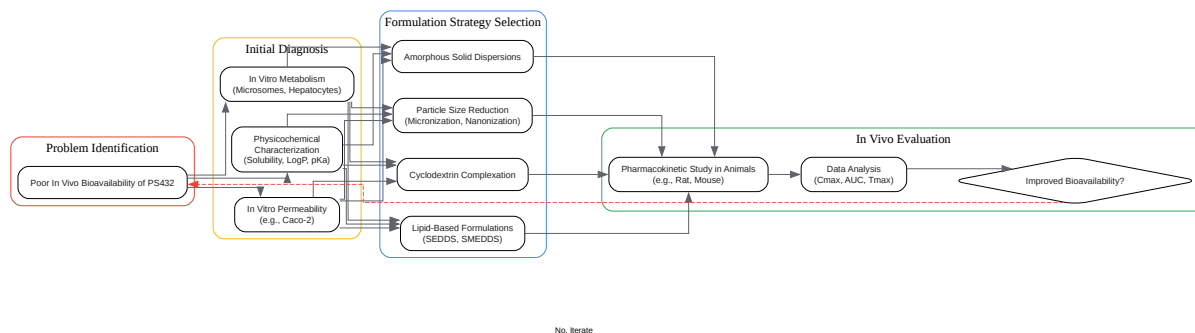 Problem Identification
Poor In Vivo Bioavailability of PS432
Initial Diagnosis
In Vitro Metabolism
(Microsomes, Hepatocytes)
Physicochemical
Characterization
(Solubility, LogP, pKa)
In Vitro Permeability
(e.g., Caco-2)
Formulation Strategy Selection
Amorphous Solid Dispersions
Particle Size Reduction
(Micronization, Nanonization)
Cyclodextrin Complexation
Lipid-Based Formulations
(SEDDS, SMEDDS)
In Vivo Evaluation
Pharmacokinetic Study in Animals
(e.g., Rat, Mouse)
Data Analysis
(Cmax, AUC, Tmax)
Improved Bioavailability?
No, Iterate